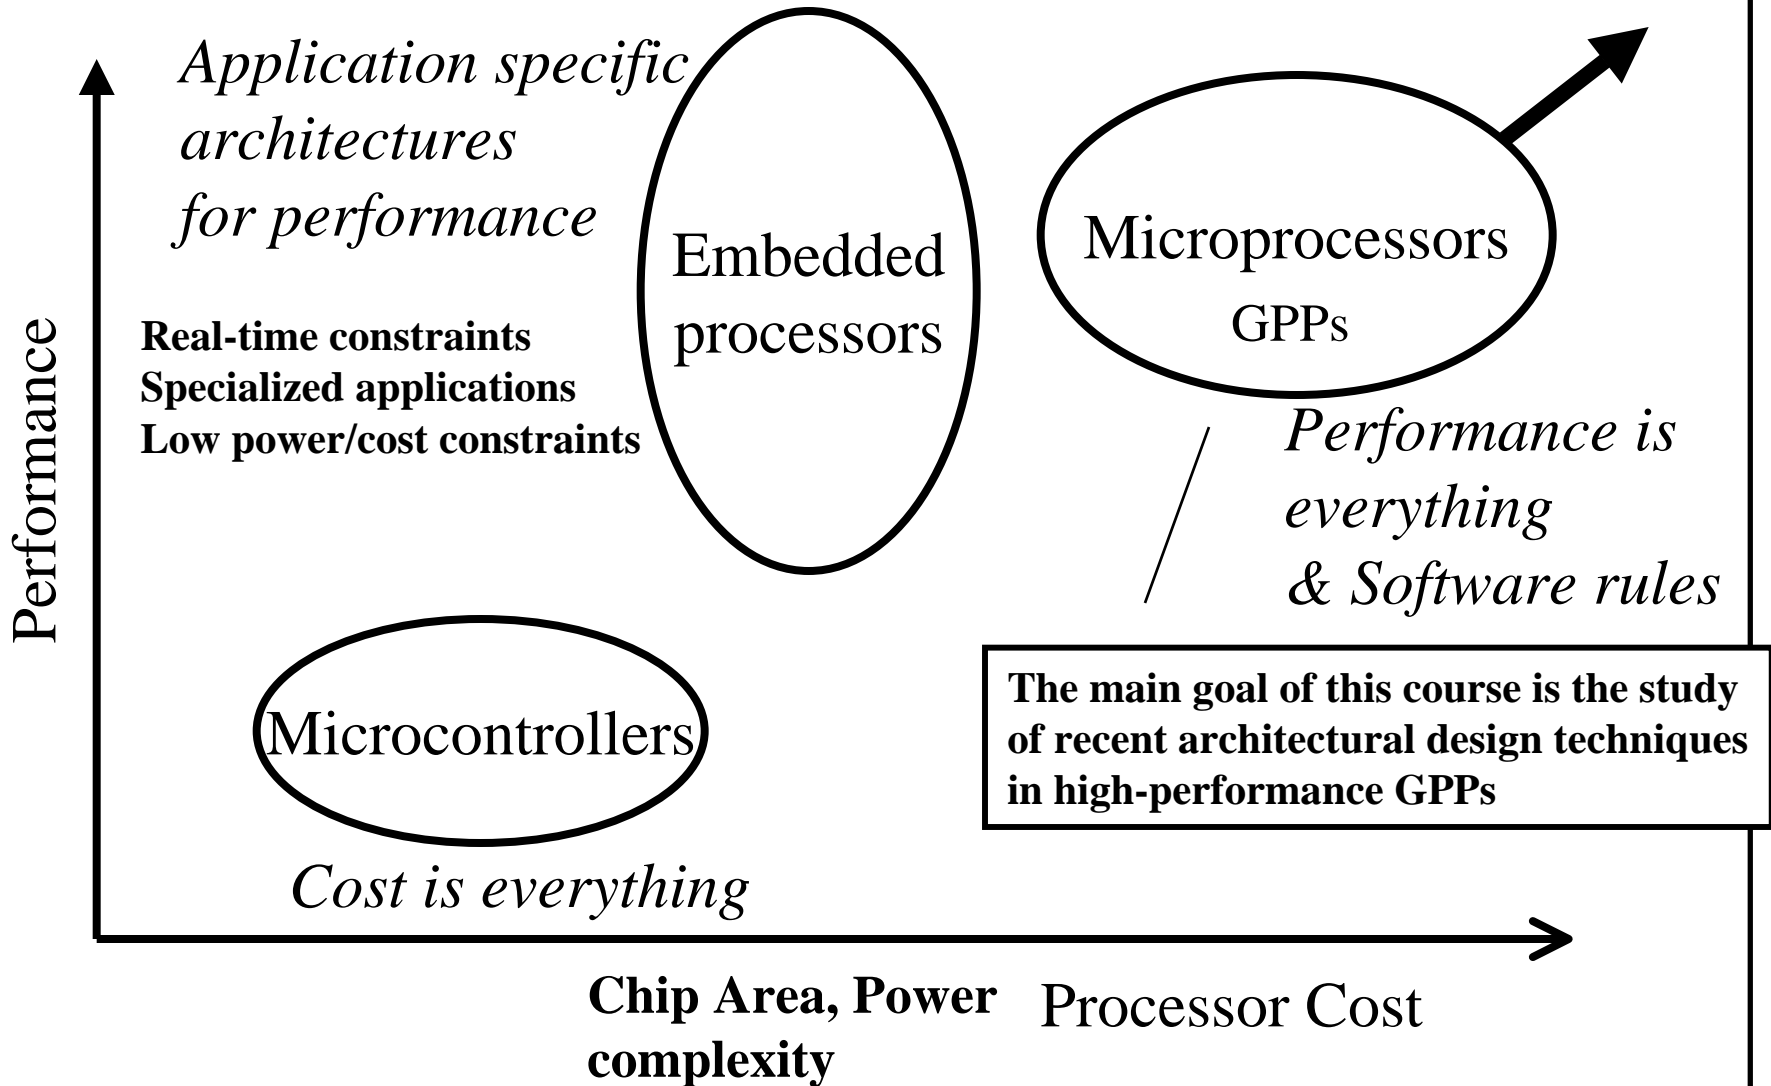 Application specific
architectures
for performance
Real-time constraints
Specialized applications
Low power/cost constraints
Embedded
processors
Microprocessors
GPPs
Performance is
everything
& Software rules
Performance
Microcontrollers
Cost is everything
The main goal of this course is the study
of recent architectural design techniques
in high-performance GPPs
Chip Area, Power
complexity
Processor Cost